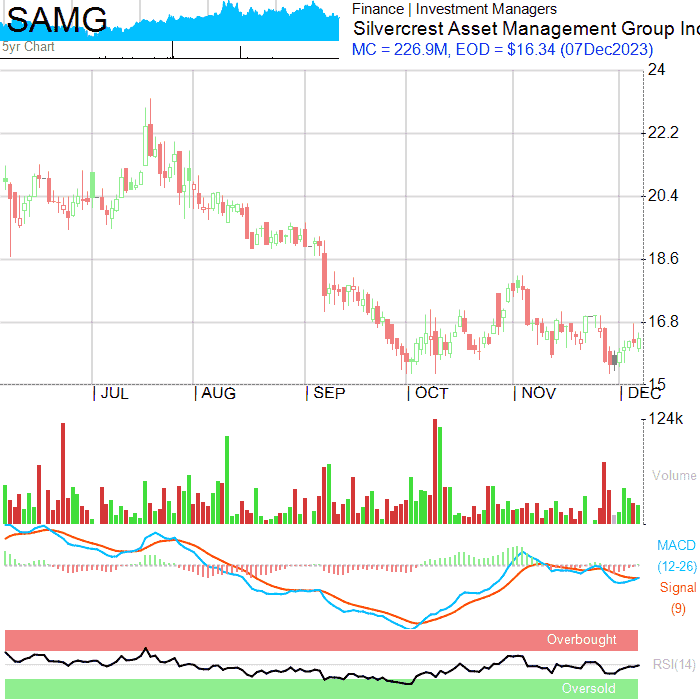 SAMG
5yr Chart
Finance | Investment Managers
Silvercrest Asset Management Group Inc
MC = 226.9M, EOD = $16.34 (07Dec2023)
24
22.2
20.4
18.6
16.8
15
JUL AUG SEP OCT NOV DEC
124k
Volume
MACD
(12-26)
Signal
(9)
Overbought
RSI(14)
Oversold